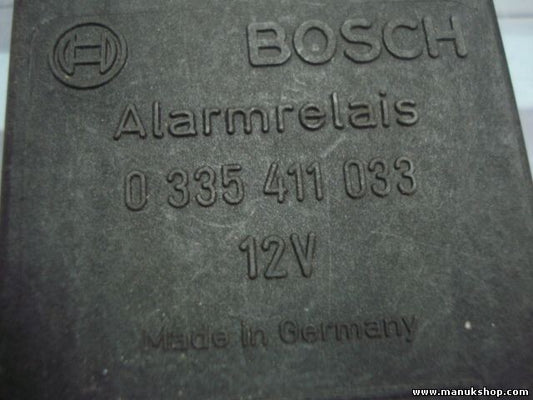 BOSCH
Alarmrelais
0 335 411 033
12V
Made in Germany
www.manukshop.com